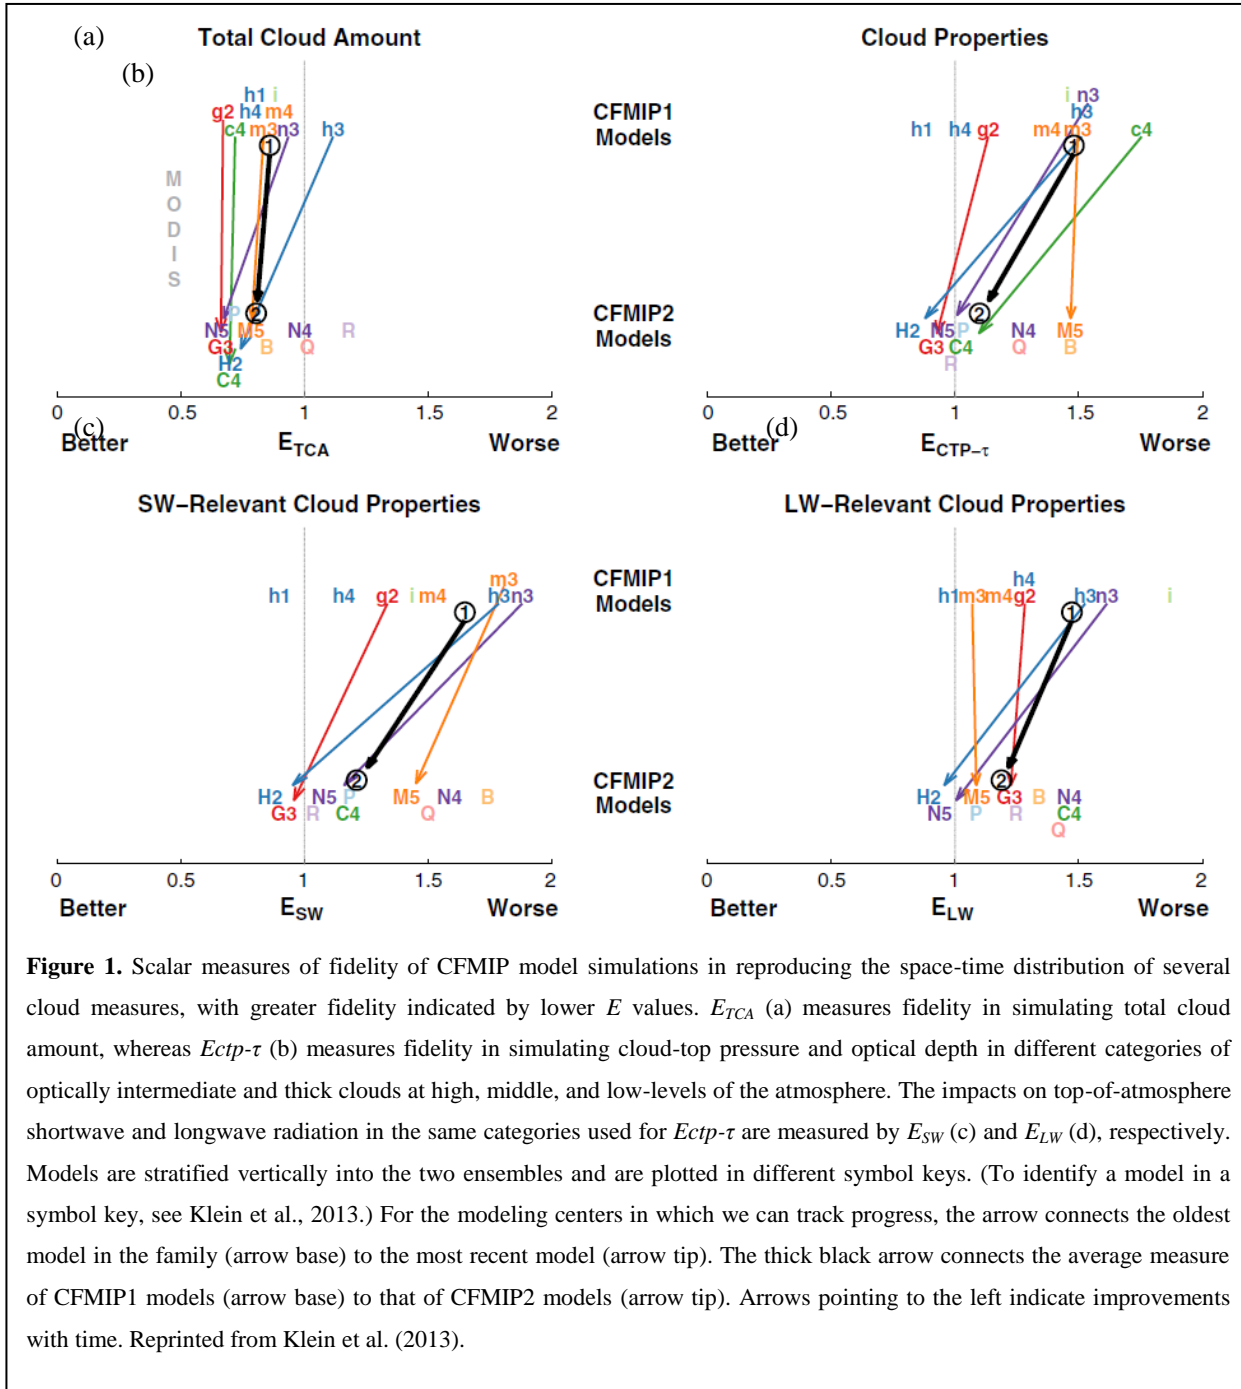 (a)
Total Cloud Amount
Cloud Properties
(b)
h1 i
g2 h4 m4
c4 m3 n3 h3
1
CFMIP1
Models
i n3
h3
h1 h4 g2 m4 m3 c4
1
M
O
D
I
S
P
2
N5 M5 N4 R
G3 B Q
H2
C4
CFMIP2
Models
2
H2 N5 P N4 M5
G3 C4 Q B
R
0 0.5 1 1.5 2
0 0.5 1 1.5 2
(c)
(d)
Better E_TCA Worse
Better E_CTP−τ Worse
SW−Relevant Cloud Properties
LW−Relevant Cloud Properties
m3
h1 h4 g2 i m4 h3 n3
1
CFMIP1
Models
h4
h1 m3 m4 g2 h3 n3 i
1
2
H2 N5 P M5 N4 B
G3 R C4 Q
CFMIP2
Models
2
H2 M5 G3 B N4
N5 P R C4
Q
0 0.5 1 1.5 2
0 0.5 1 1.5 2
Better E_SW Worse
Better E_LW Worse
Figure 1. Scalar measures of fidelity of CFMIP model simulations in reproducing the space-time distribution of several
cloud measures, with greater fidelity indicated by lower E values. E_TCA (a) measures fidelity in simulating total cloud
amount, whereas Ectp-τ (b) measures fidelity in simulating cloud-top pressure and optical depth in different categories of
optically intermediate and thick clouds at high, middle, and low-levels of the atmosphere. The impacts on top-of-atmosphere
shortwave and longwave radiation in the same categories used for Ectp-τ are measured by E_SW (c) and E_LW (d), respectively.
Models are stratified vertically into the two ensembles and are plotted in different symbol keys. (To identify a model in a
symbol key, see Klein et al., 2013.) For the modeling centers in which we can track progress, the arrow connects the oldest
model in the family (arrow base) to the most recent model (arrow tip). The thick black arrow connects the average measure
of CFMIP1 models (arrow base) to that of CFMIP2 models (arrow tip). Arrows pointing to the left indicate improvements
with time. Reprinted from Klein et al. (2013).